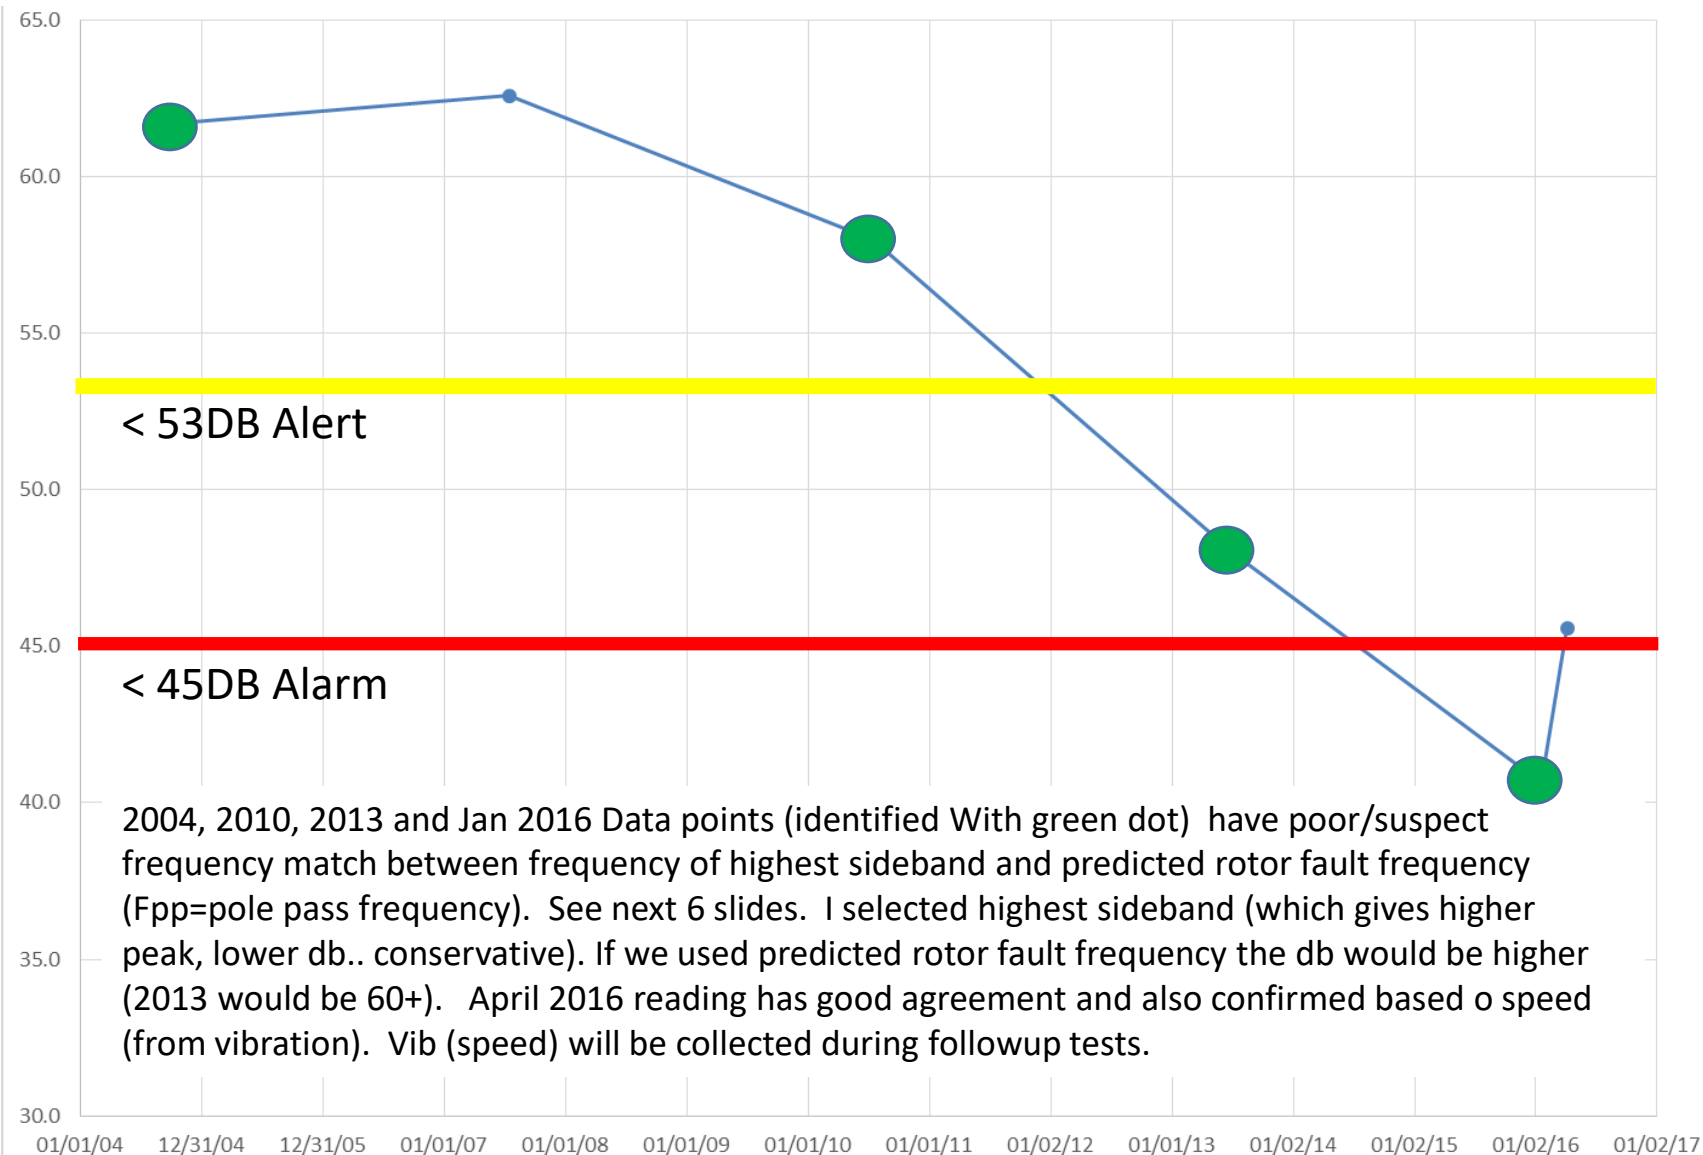 65.0
60.0
55.0
< 53DB Alert
50.0
45.0
< 45DB Alarm
40.0
2004, 2010, 2013 and Jan 2016 Data points (identified With green dot)  have poor/suspect
frequency match between frequency of highest sideband and predicted rotor fault frequency
(Fpp=pole pass frequency).  See next 6 slides.  I selected highest sideband (which gives higher
peak, lower db.. conservative). If we used predicted rotor fault frequency the db would be higher
35.0
(2013 would be 60+).   April 2016 reading has good agreement and also confirmed based o speed
(from vibration).  Vib (speed) will be collected during followup tests.
30.0
01/01/04 12/31/04 12/31/05 01/01/07 01/01/08 01/01/09 01/01/10 01/01/11 01/02/12 01/01/13 01/02/14 01/02/15 01/02/16 01/02/17